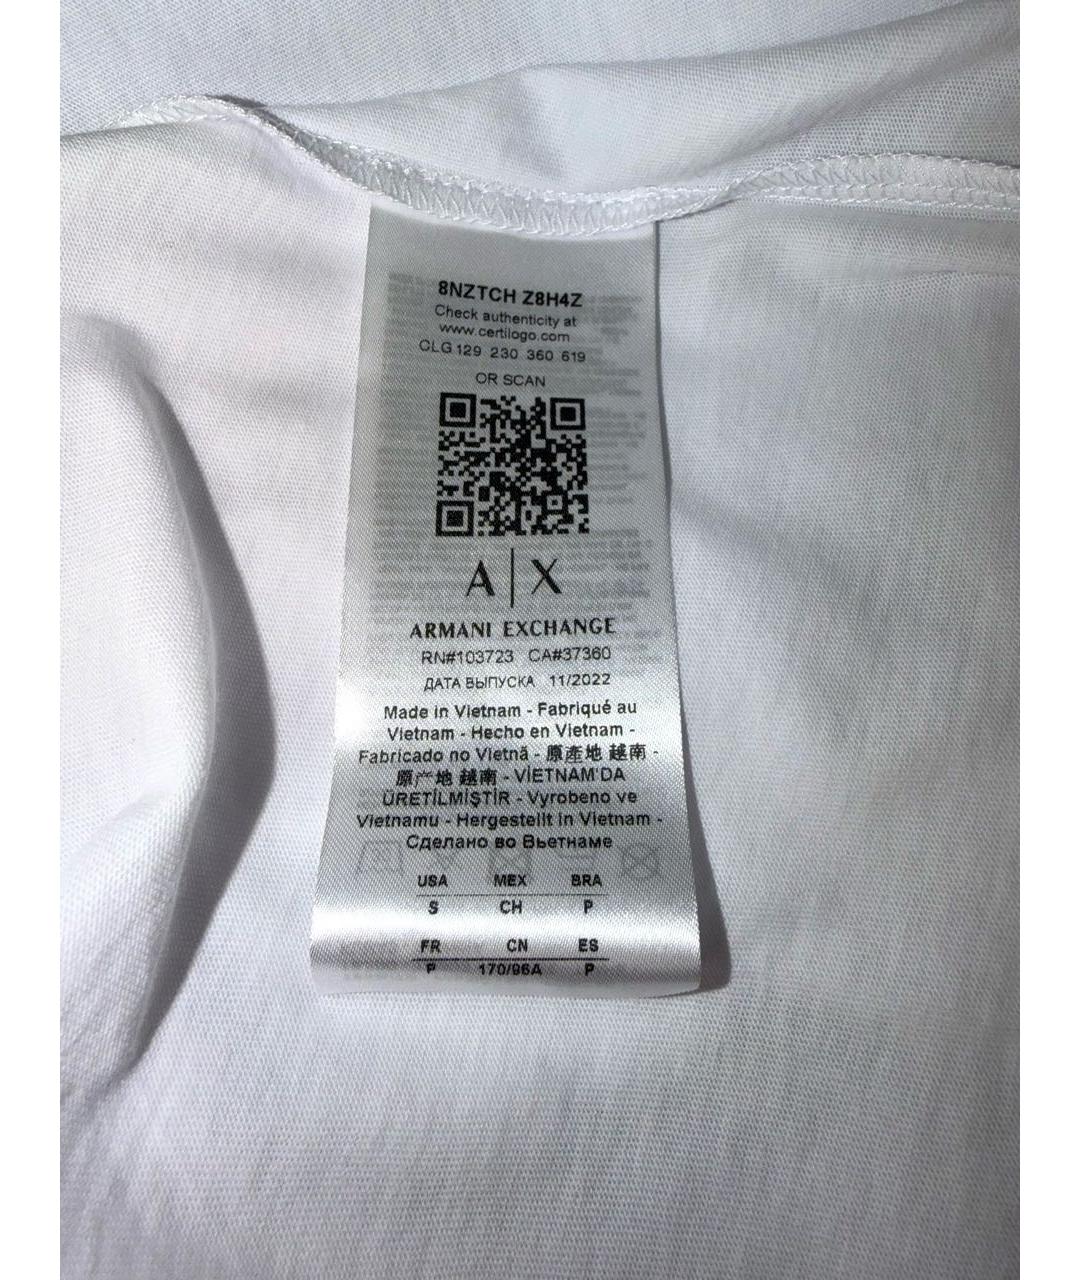 8NZTCH Z8H4Z
Check authenticity at
www.certilogo.com
CLG 129 230 360 619
OR SCAN
A|X
ARMANI EXCHANGE
RN#103723 CA#37360
ДАТА ВЫПУСКА 11/2022
Made in Vietnam - Fabriqué au
Vietnam - Hecho en Vietnam -
Fabricado no Vietnã - 原產地 越南 -
原产地 越南 - VİETNAM'DA
ÜRETİLMİŞTİR - Vyrobeno ve
Vietnamu - Hergestellt in Vietnam -
Сделано во Вьетнаме
USA MEX BRA
S CH P
FR CN ES
P 170/96A P